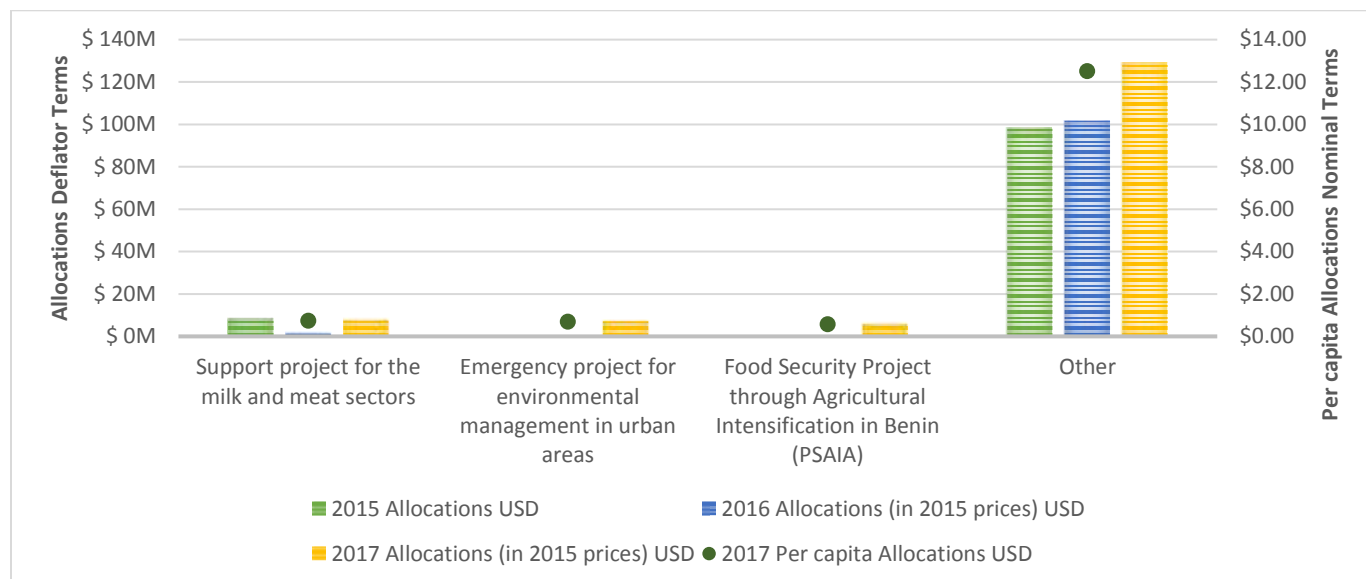 Allocations Deflator Terms
$ 140M
$ 120M
$ 100M
$ 80M
$ 60M
$ 40M
$ 20M
$ 0M
$14.00
$12.00
$10.00
$8.00
$6.00
$4.00
$2.00
$0.00
Per capita Allocations Nominal Terms
Support project for the
milk and meat sectors
Emergency project for
environmental
management in urban
areas
Food Security Project
through Agricultural
Intensification in Benin
(PSAIA)
Other
2015 Allocations USD
2016 Allocations (in 2015 prices) USD
2017 Allocations (in 2015 prices) USD
2017 Per capita Allocations USD